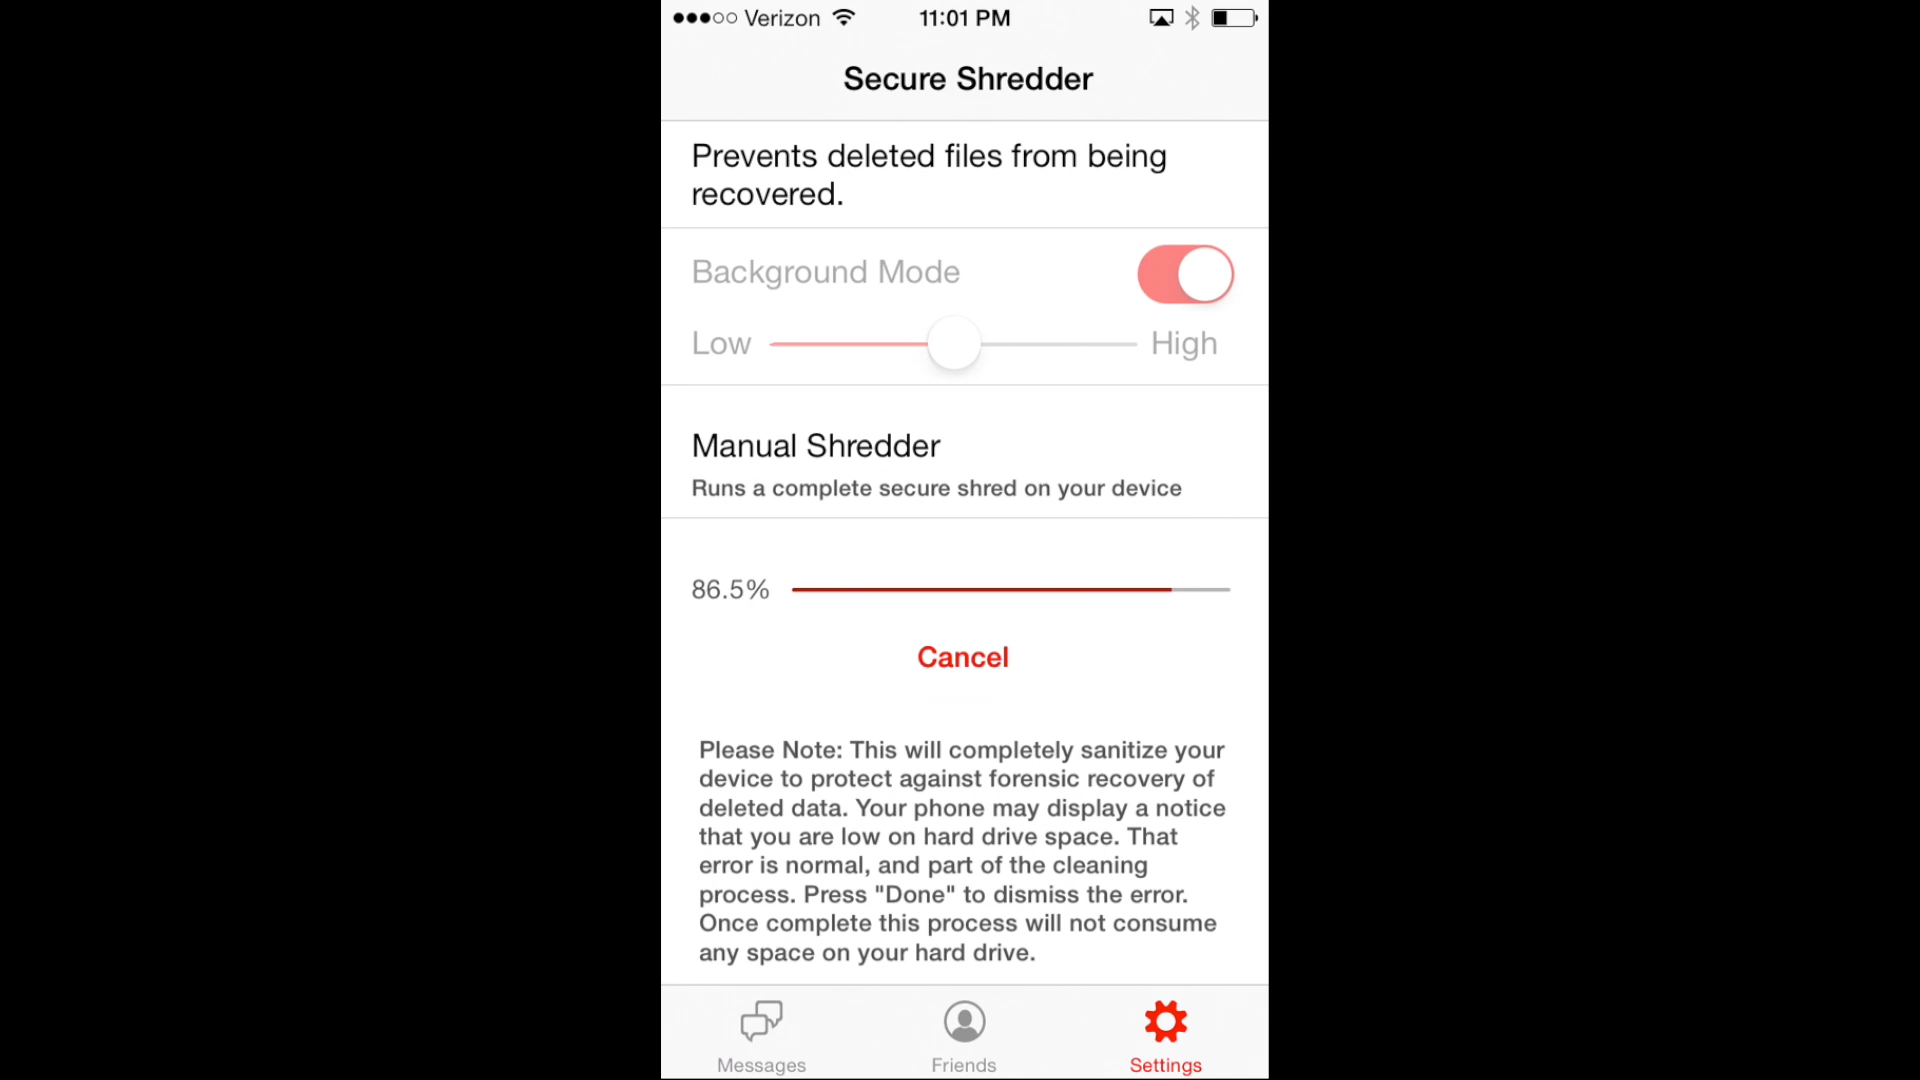 Verizon 11:01 PM
Secure Shredder
Prevents deleted files from being
recovered.
Background Mode
Low High
Manual Shredder
Runs a complete secure shred on your device
86.5%
Cancel
Please Note: This will completely sanitize your
device to protect against forensic recovery of
deleted data. Your phone may display a notice
that you are low on hard drive space. That
error is normal, and part of the cleaning
process. Press "Done" to dismiss the error.
Once complete this process will not consume
any space on your hard drive.
Messages Friends Settings